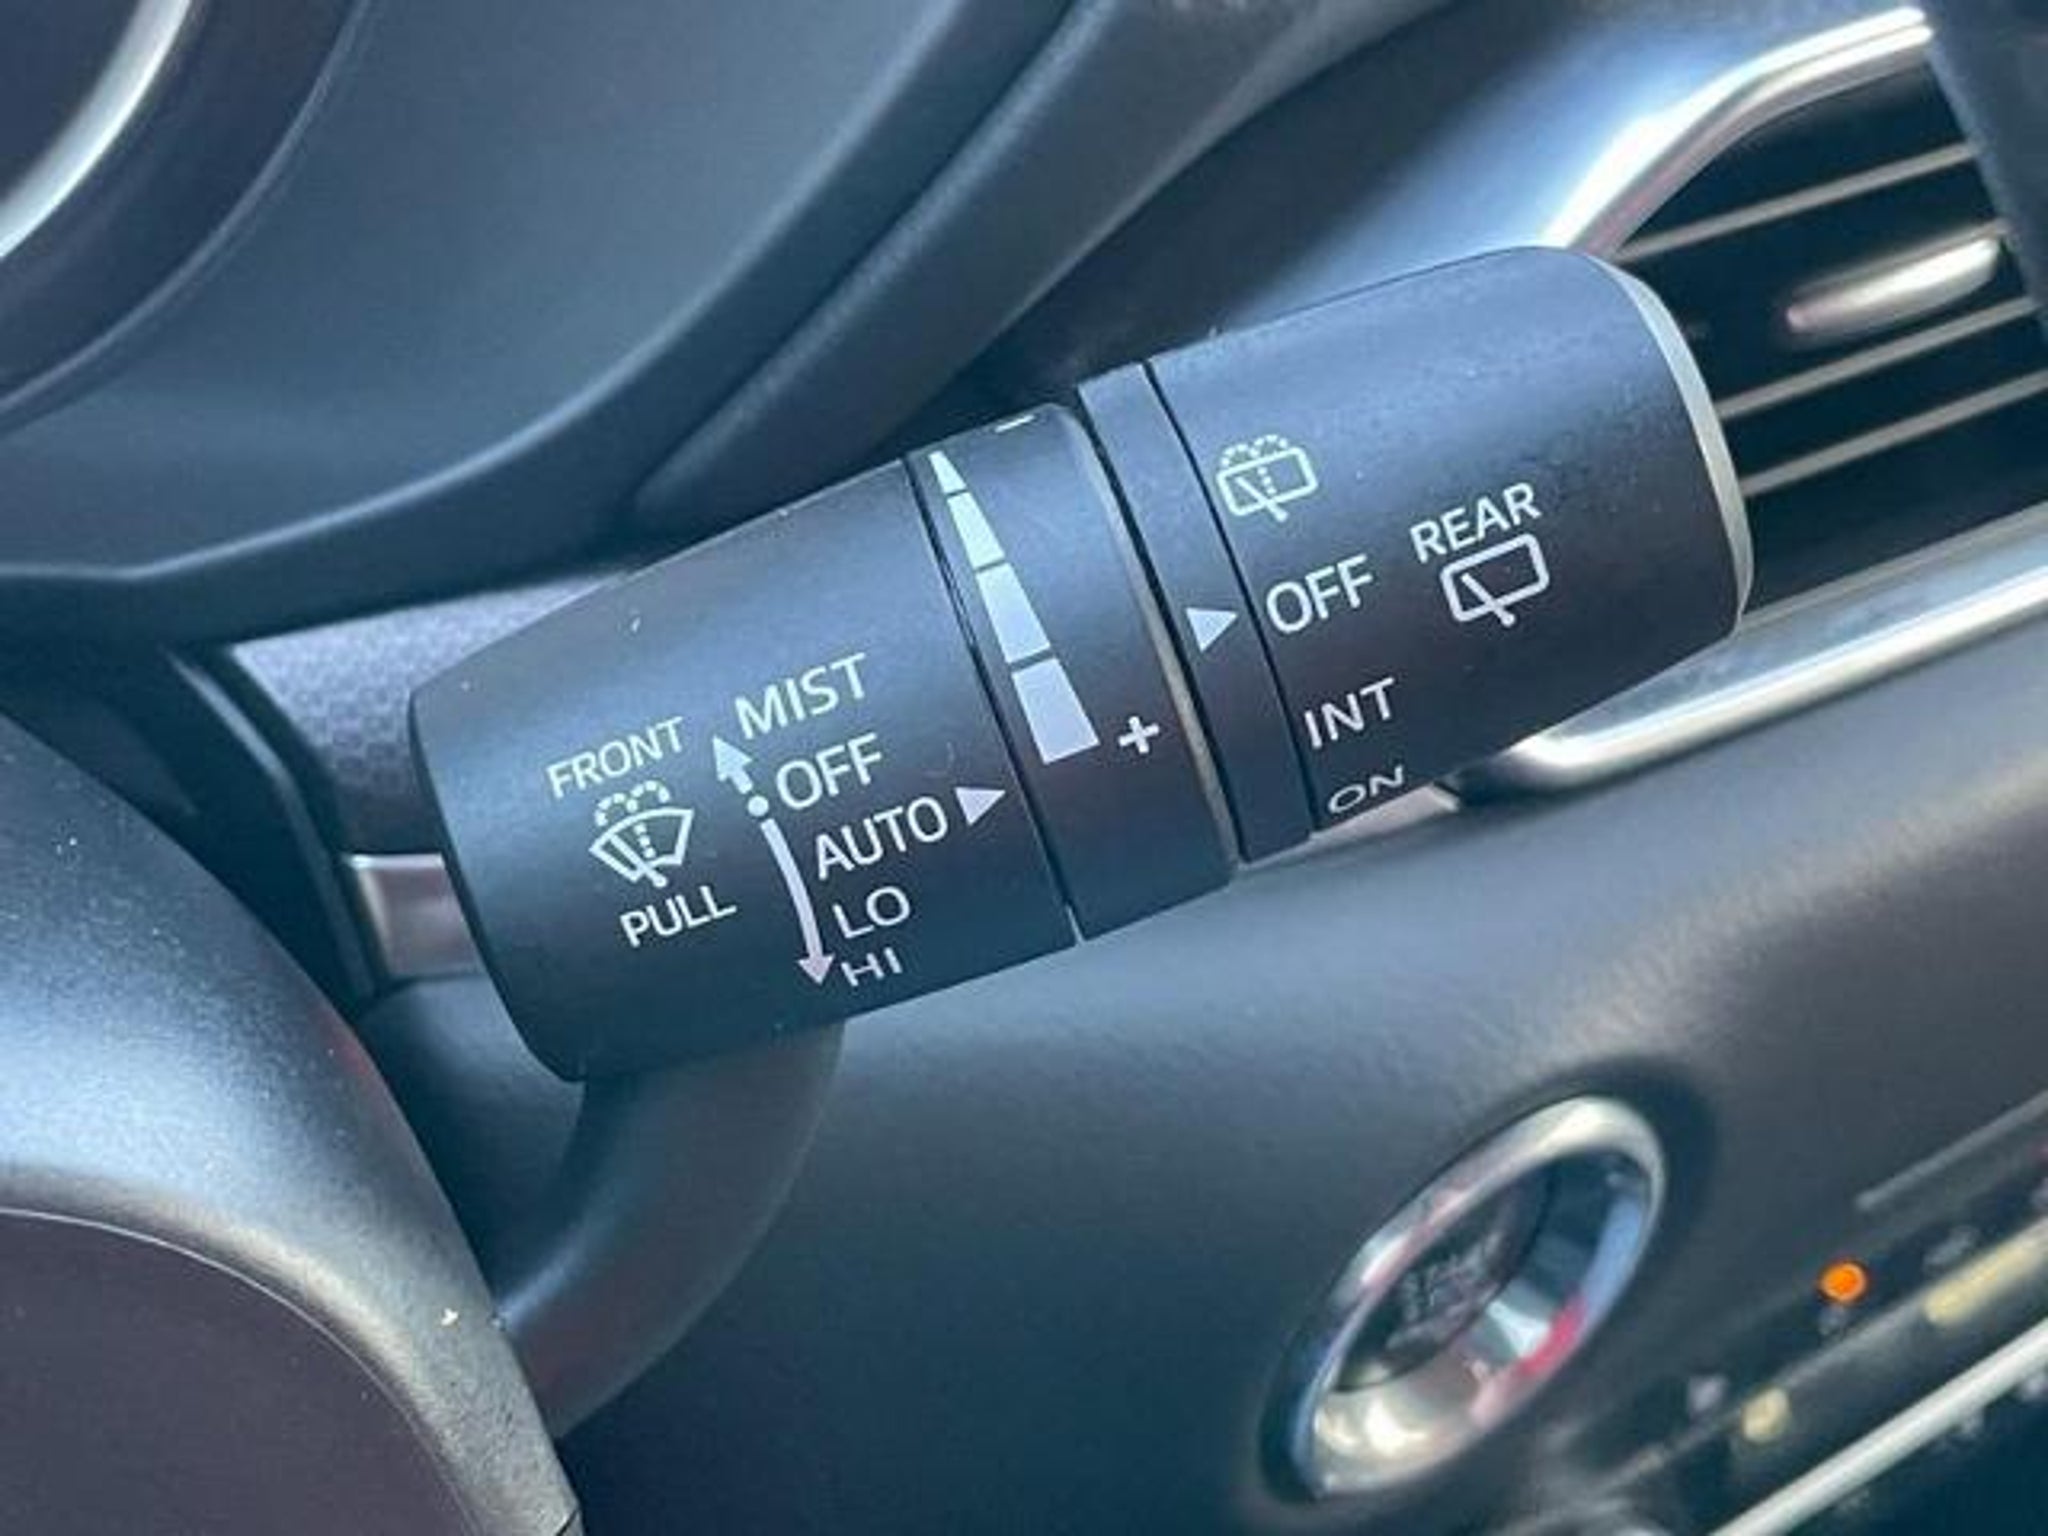 FRONT
PULL
MIST
OFF
AUTO
LO
HI
+
OFF
INT
ON
REAR